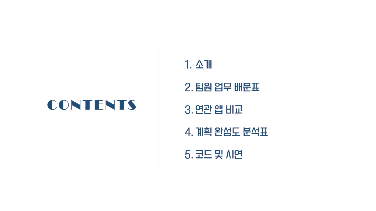 CONTENTS
1. 소개
2. 팀원 업무 배분표
3. 연관 앱 비교
4. 계획 완성도 분석표
5. 코드 및 시연